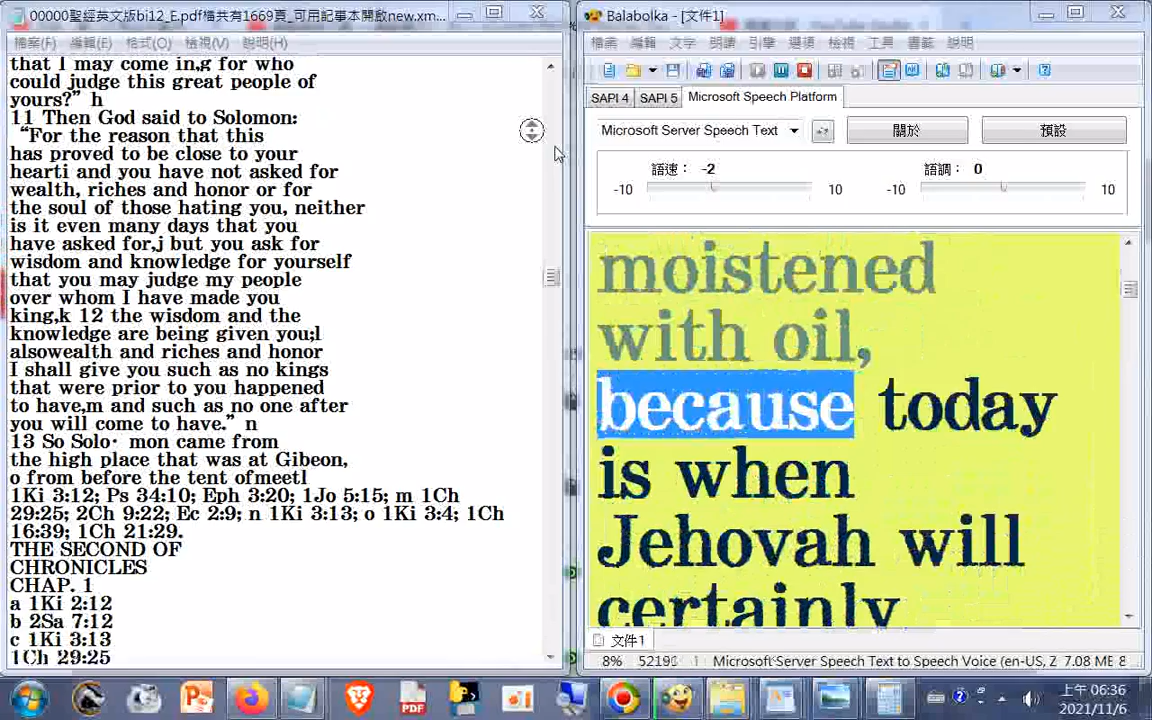 00000聖經英文版bi12_E.pdf檔共有1669頁_可用記事本開啟new.xm...
檔案(F) 編輯(E) 格式(O) 檢視(V) 說明(H)
that I may come in,g for who
could judge this great people of
yours?” h
11 Then God said to Solomon:
“For the reason that this
has proved to be close to your
hearti and you have not asked for
wealth, riches and honor or for
the soul of those hating you, neither
is it even many days that you
have asked for,j but you ask for
wisdom and knowledge for yourself
that you may judge my people
over whom I have made you
king,k 12 the wisdom and the
knowledge are being given you;l
alsowealth and riches and honor
I shall give you such as no kings
that were prior to you happened
to have,m and such as no one after
you will come to have.” n
13 So Solo· mon came from
the high place that was at Gibeon,
o from before the tent ofmeetl
1Ki 3:12; Ps 34:10; Eph 3:20; 1Jo 5:15; m 1Ch
29:25; 2Ch 9:22; Ec 2:9; n 1Ki 3:13; o 1Ki 3:4; 1Ch
16:39; 1Ch 21:29.
THE SECOND OF
CHRONICLES
CHAP. 1
a 1Ki 2:12
b 2Sa 7:12
c 1Ki 3:13
1Ch 29:25
Balabolka - [文件1]
檔案 編輯 文字 朗讀 引擎 選項 檢視 工具 書籤 說明
SAPI 4 SAPI 5 Microsoft Speech Platform
Microsoft Server Speech Text 關於 預設
語速： -2 語調： 0
-10 10 -10 10
moistened
with oil,
because today
is when
Jehovah will
certainly
文件1
8% 52196 Microsoft Server Speech Text to Speech Voice (en-US, Z 7.08 MB 8
PDF
上午 06:36
2021/11/6